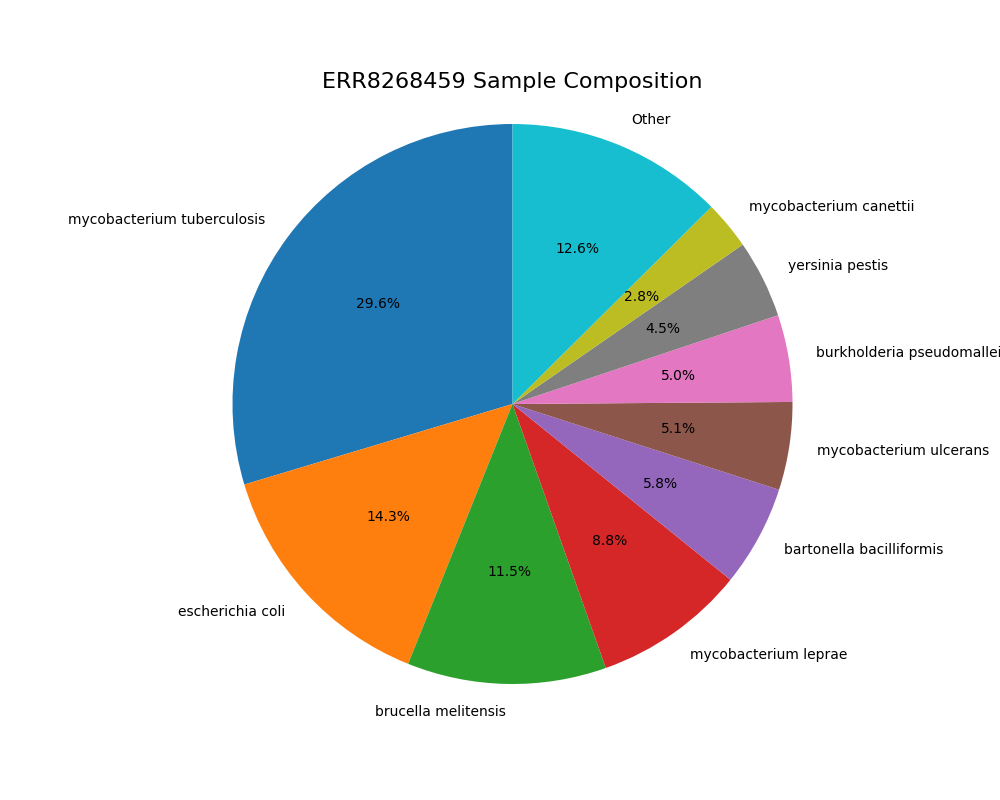 ERR8268459 Sample Composition
Other
mycobacterium canettii
mycobacterium tuberculosis
yersinia pestis
12.6%
2.8%
29.6%
4.5%
burkholderia pseudomallei
5.0%
5.1%
mycobacterium ulcerans
5.8%
14.3%
8.8%
bartonella bacilliformis
11.5%
escherichia coli
mycobacterium leprae
brucella melitensis